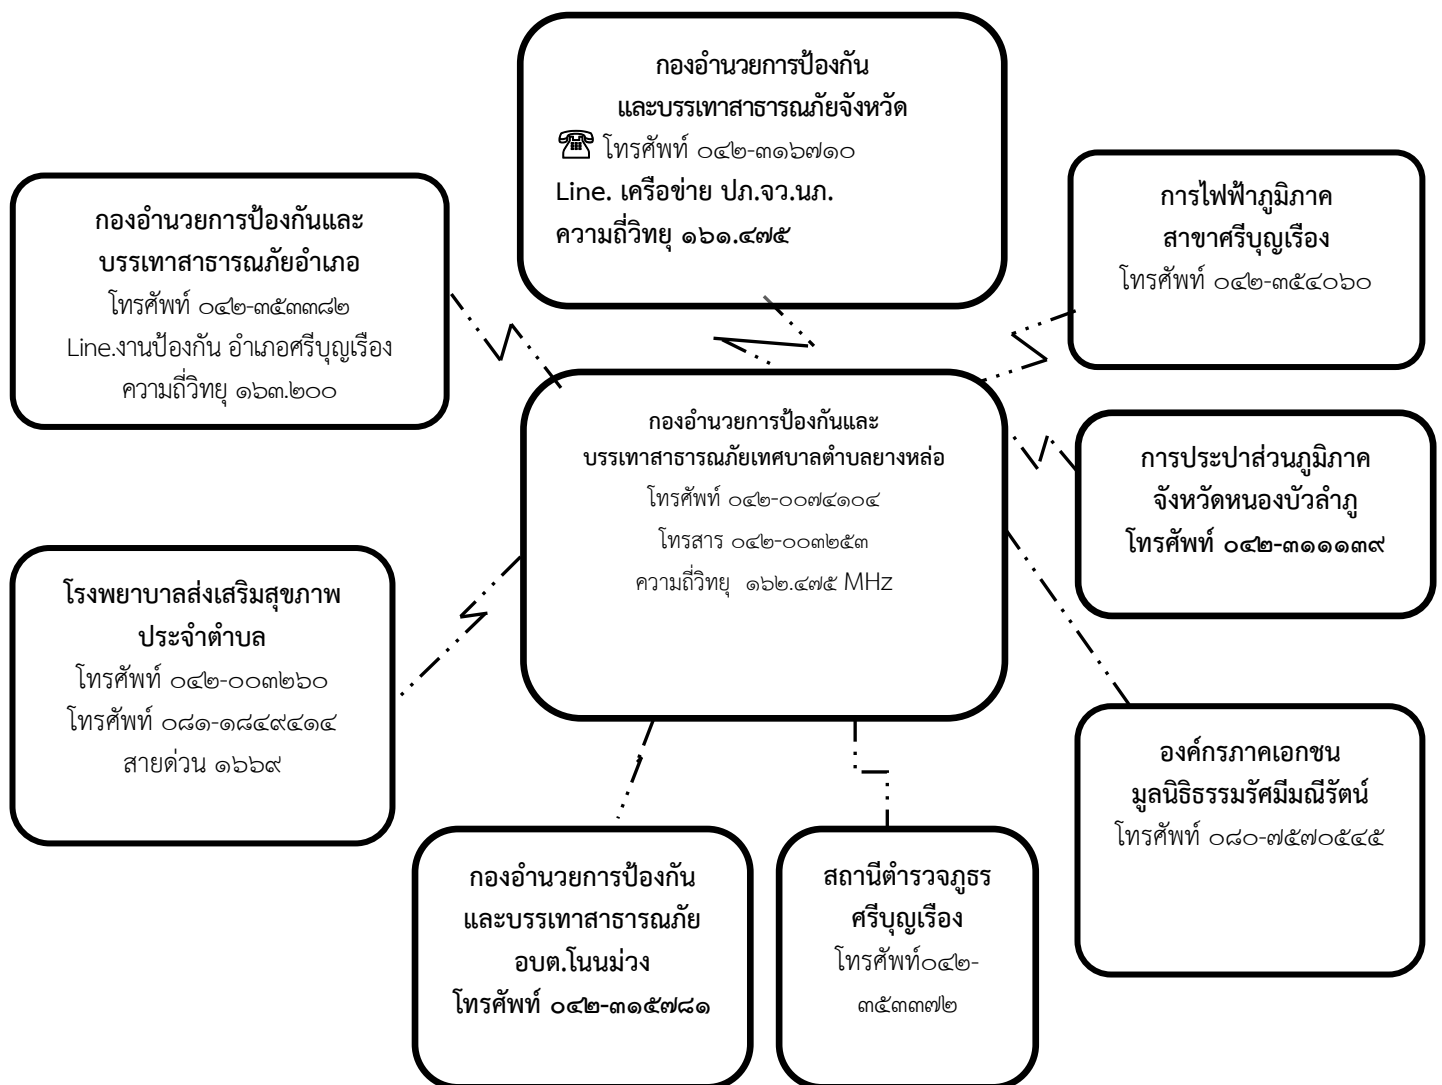 กองอำนวยการป้องกัน
และบรรเทาสาธารณภัยจังหวัด
☎ โทรศัพท์ ๐๔๒-๓๑๖๗๑๐
Line. เครือข่าย ปภ.จว.นภ.
ความถี่วิทยุ ๑๖๑.๔๗๕
กองอำนวยการป้องกันและ
บรรเทาสาธารณภัยอำเภอ
โทรศัพท์ ๐๔๒-๓๕๓๓๘๒
Line.งานป้องกัน อำเภอศรีบุญเรือง
ความถี่วิทยุ ๑๖๓.๒๐๐
การไฟฟ้าภูมิภาค
สาขาศรีบุญเรือง
โทรศัพท์ ๐๔๒-๓๕๔๐๖๐
กองอำนวยการป้องกันและ
บรรเทาสาธารณภัยเทศบาลตำบลยางหล่อ
โทรศัพท์ ๐๔๒-๐๐๗๔๑๐๔
โทรสาร ๐๔๒-๐๐๓๒๕๓
ความถี่วิทยุ ๑๖๒.๔๗๕ MHz
การประปาส่วนภูมิภาค
จังหวัดหนองบัวลำภู
โทรศัพท์ ๐๔๒-๓๑๑๑๓๙
โรงพยาบาลส่งเสริมสุขภาพ
ประจำตำบล
โทรศัพท์ ๐๔๒-๐๐๓๒๖๐
โทรศัพท์ ๐๘๑-๑๘๔๙๔๑๔
สายด่วน ๑๖๖๙
องค์กรภาคเอกชน
มูลนิธิธรรมรัศมีมณีรัตน์
โทรศัพท์ ๐๘๐-๗๕๗๐๕๔๕
กองอำนวยการป้องกัน
และบรรเทาสาธารณภัย
อบต.โนนม่วง
โทรศัพท์ ๐๔๒-๓๑๕๗๘๑
สถานีตำรวจภูธร
ศรีบุญเรือง
โทรศัพท์๐๔๒-
๓๕๓๓๗๒